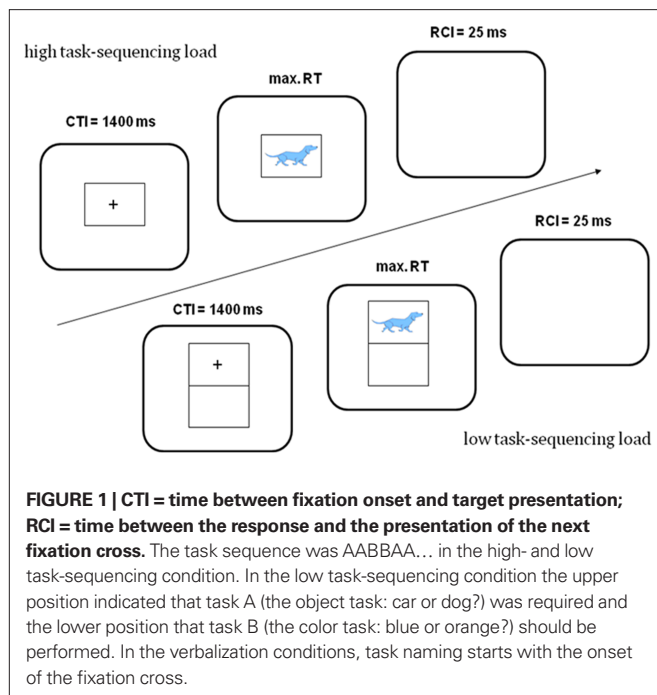 high task-sequencing load
RCI = 25 ms
max. RT
CTI = 1400 ms
+
RCI = 25 ms
max. RT
CTI = 1400 ms
+
low task-sequencing load
FIGURE 1 | CTI = time between fixation onset and target presentation;
RCI = time between the response and the presentation of the next
fixation cross. The task sequence was AABBAA… in the high- and low
task-sequencing condition. In the low task-sequencing condition the upper
position indicated that task A (the object task: car or dog?) was required and
the lower position that task B (the color task: blue or orange?) should be
performed. In the verbalization conditions, task naming starts with the onset
of the fixation cross.